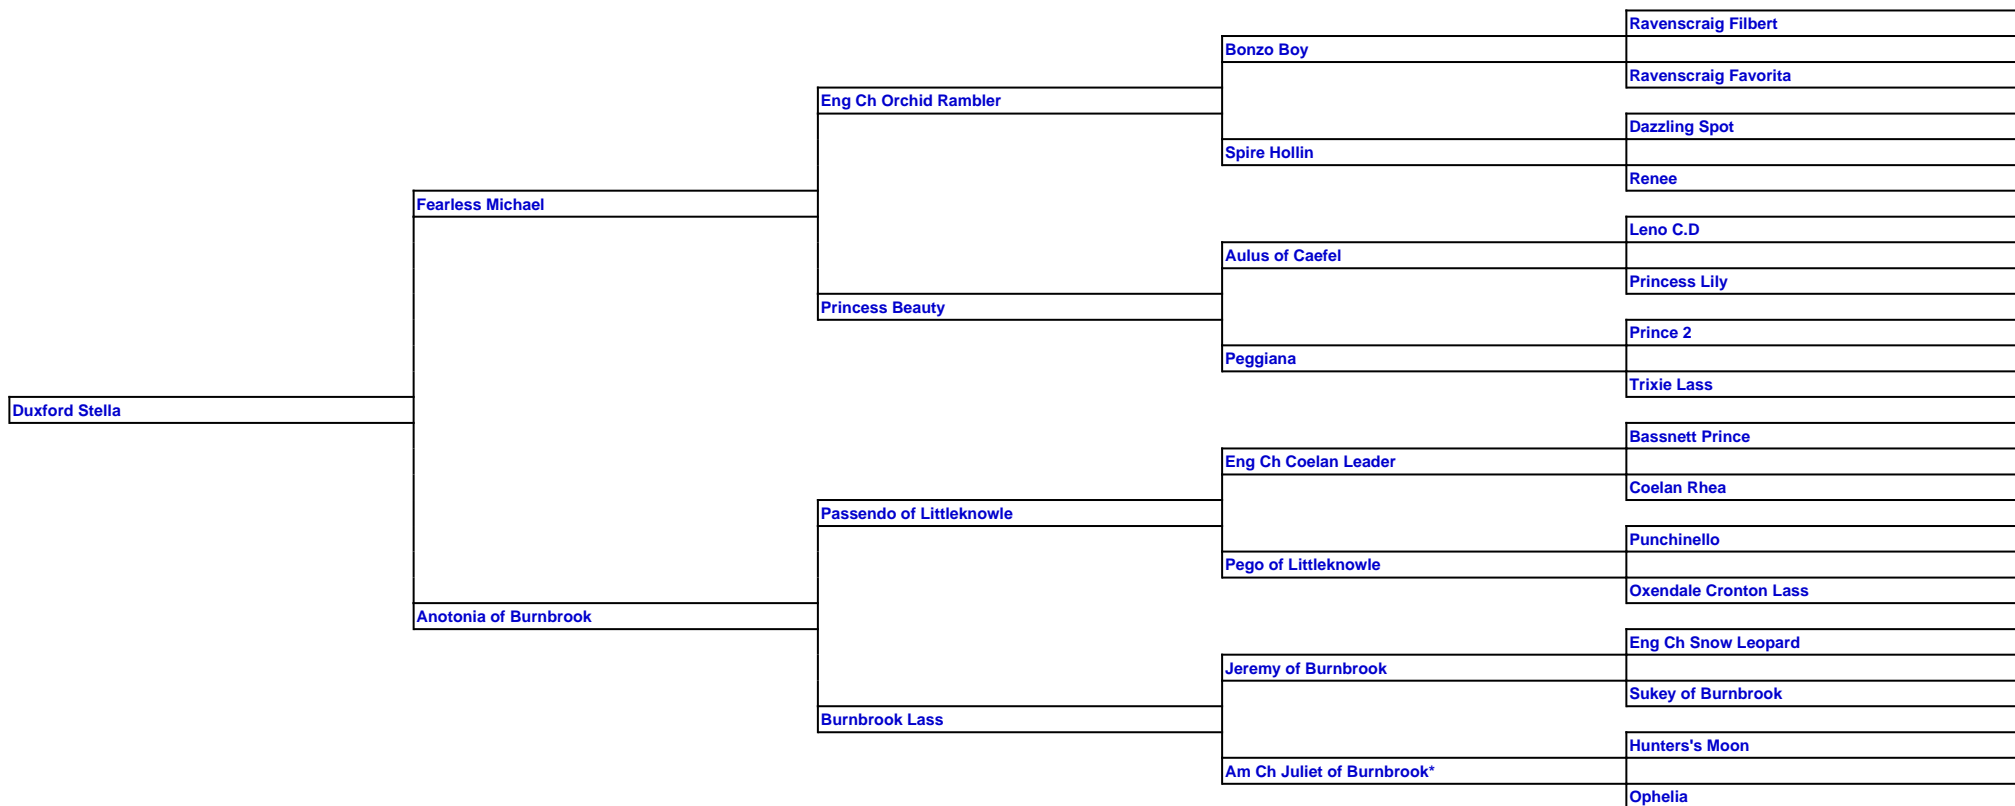 Ravenscraig Filbert
Bonzo Boy
Ravenscraig Favorita
Eng Ch Orchid Rambler
Dazzling Spot
Spire Hollin
Renee
Fearless Michael
Leno C.D
Aulus of Caefel
Princess Lily
Princess Beauty
Prince 2
Peggiana
Trixie Lass
Duxford Stella
Bassnett Prince
Eng Ch Coelan Leader
Coelan Rhea
Passendo of Littleknowle
Punchinello
Pego of Littleknowle
Oxendale Cronton Lass
Anotonia of Burnbrook
Eng Ch Snow Leopard
Jeremy of Burnbrook
Sukey of Burnbrook
Burnbrook Lass
Hunters's Moon
Am Ch Juliet of Burnbrook*
Ophelia